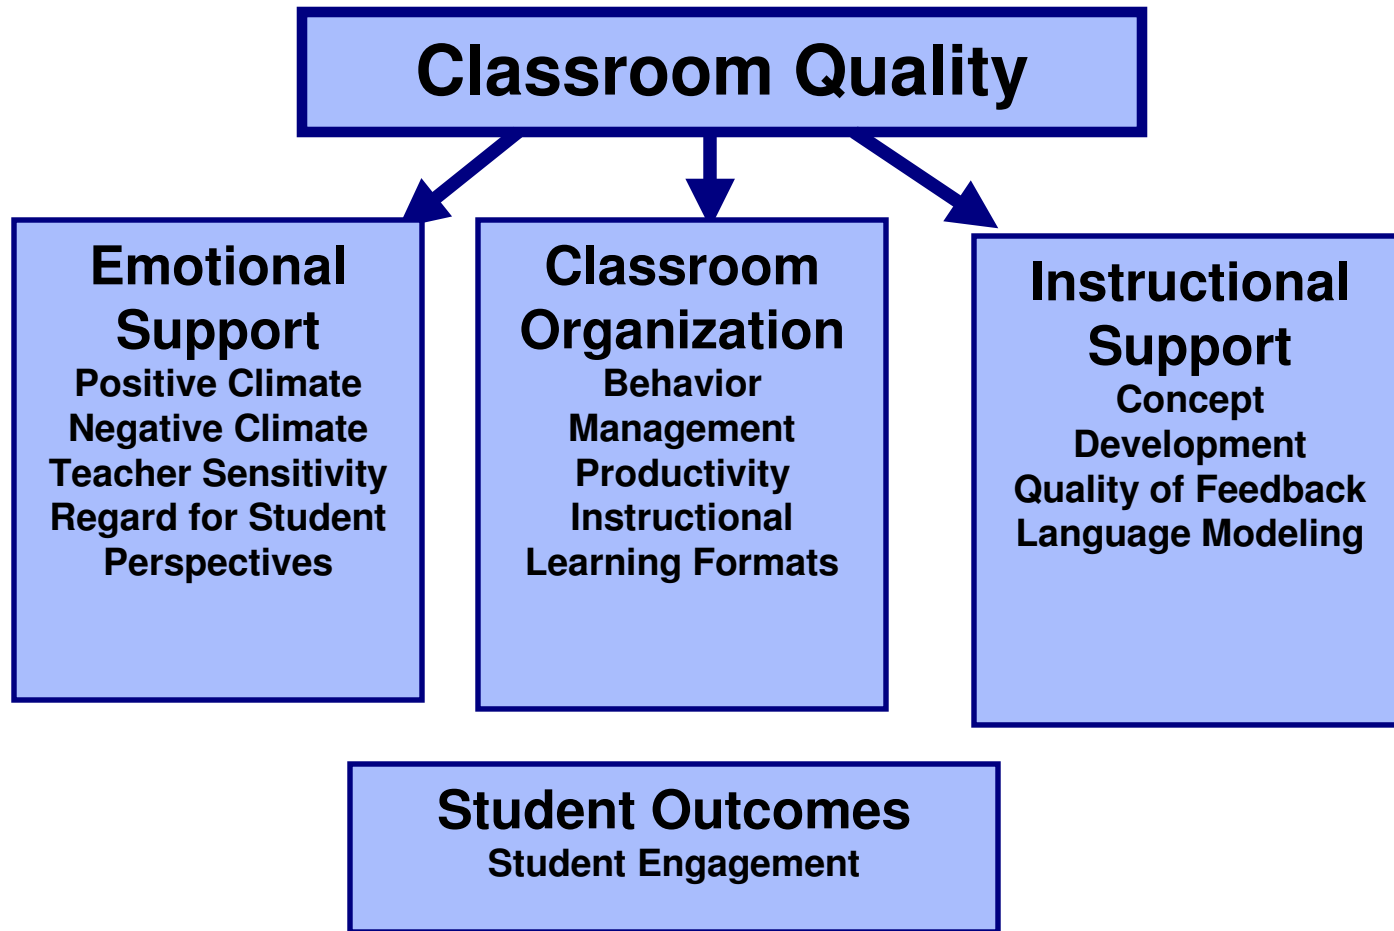 Classroom Quality
Emotional
Support
Positive Climate
Negative Climate
Teacher Sensitivity
Regard for Student
Perspectives
Classroom
Organization
Behavior
Management
Productivity
Instructional
Learning Formats
Instructional
Support
Concept
Development
Quality of Feedback
Language Modeling
Student Outcomes
Student Engagement